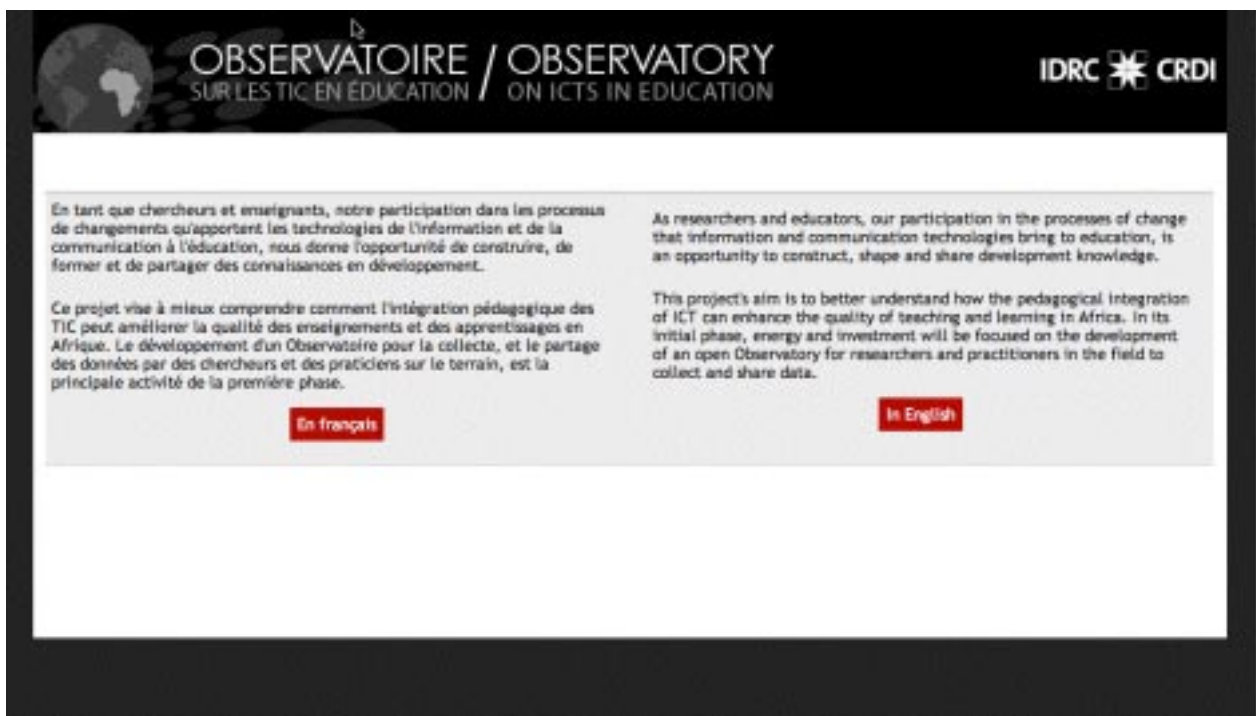 OBSERVATOIRE / OBSERVATORY
SUR LES TIC EN ÉDUCATION / ON ICTS IN EDUCATION
IDRC CRDI
En tant que chercheurs et enseignants, notre participation dans les processus
de changements qu'apportent les technologies de l'information et de la
communication à l'éducation, nous donne l'opportunité de construire, de
former et de partager des connaissances en développement.
Ce projet vise à mieux comprendre comment l'intégration pédagogique des
TIC peut améliorer la qualité des enseignements et des apprentissages en
Afrique. Le développement d'un Observatoire pour la collecte, et le partage
des données par des chercheurs et des praticiens sur le terrain, est la
principale activité de la première phase.
En français
As researchers and educators, our participation in the processes of change
that information and communication technologies bring to education, is
an opportunity to construct, shape and share development knowledge.
This project's aim is to better understand how the pedagogical integration
of ICT can enhance the quality of teaching and learning in Africa. In its
initial phase, energy and investment will be focused on the development
of an open Observatory for researchers and practitioners in the field to
collect and share data.
In English